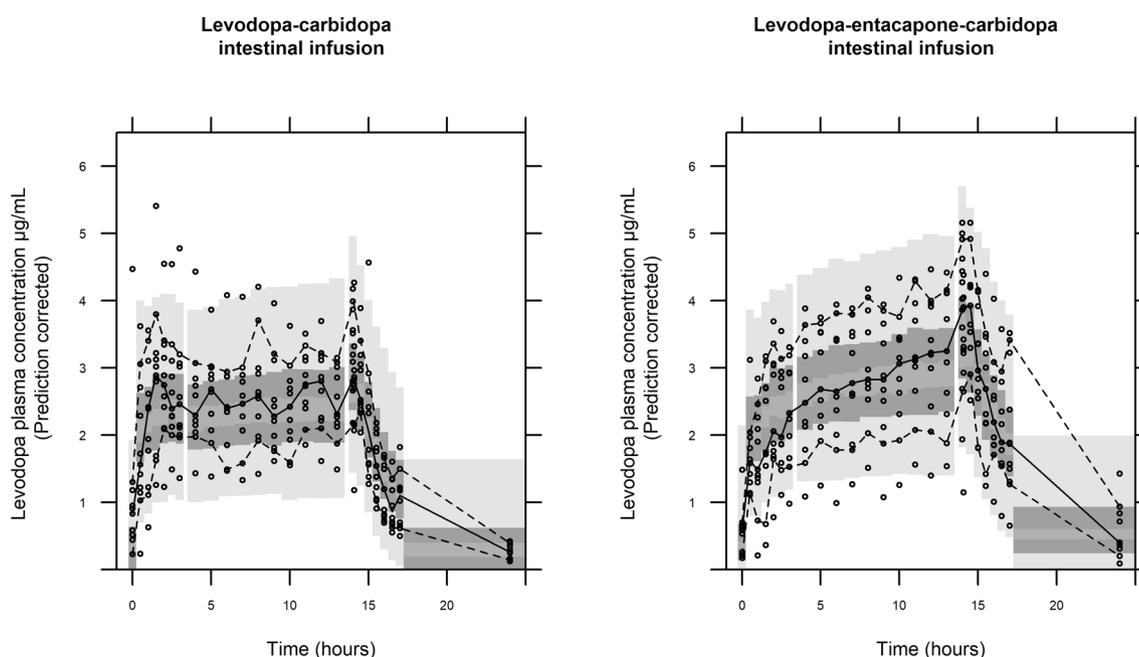 Levodopa-carbidopa
intestinal infusion
Levodopa plasma concentration µg/mL
(Prediction corrected)
6
5
4
3
2
1
0
5
10
15
20
Time (hours)
Levodopa-entacapone-carbidopa
intestinal infusion
Levodopa plasma concentration µg/mL
(Prediction corrected)
6
5
4
3
2
1
0
5
10
15
20
Time (hours)